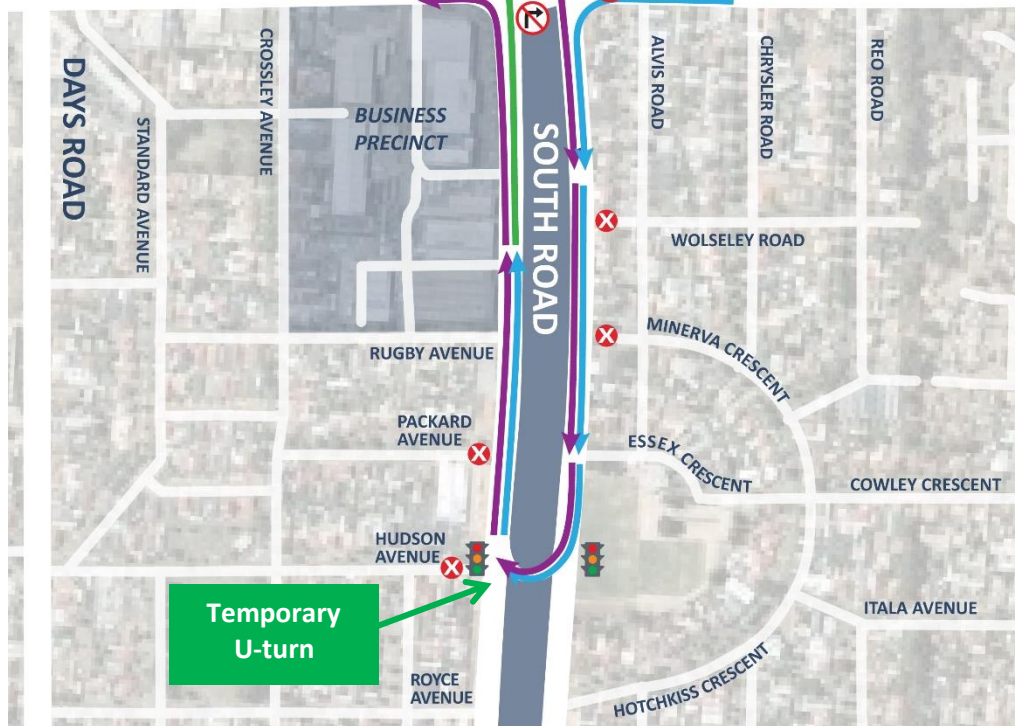 DAYS ROAD
STANDARD AVENUE
CROSSLEY AVENUE
BUSINESS
PRECINCT
SOUTH ROAD
ALVIS ROAD
CHRYSLER ROAD
REO ROAD
X
WOLSELEY ROAD
X
MINERVA CRESCENT
RUGBY AVENUE
PACKARD
AVENUE
X
ESSEX CRESCENT
COWLEY CRESCENT
HUDSON
AVENUE
X
Temporary
U-turn
ITALA AVENUE
ROYCE
AVENUE
HOTCHKISS CRESCENT